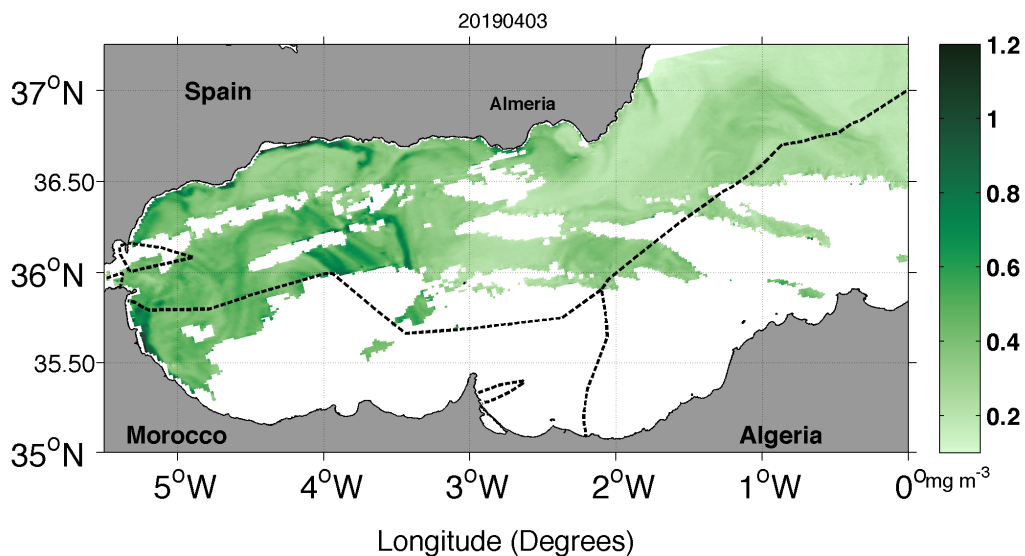 20190403
37°N
36.50
36°N
35.50
35°N
Spain
Almeria
Morocco
Algeria
5°W
4°W
3°W
2°W
1°W
0°
Longitude (Degrees)
1.2
1
0.8
0.6
0.4
0.2
mg m-3